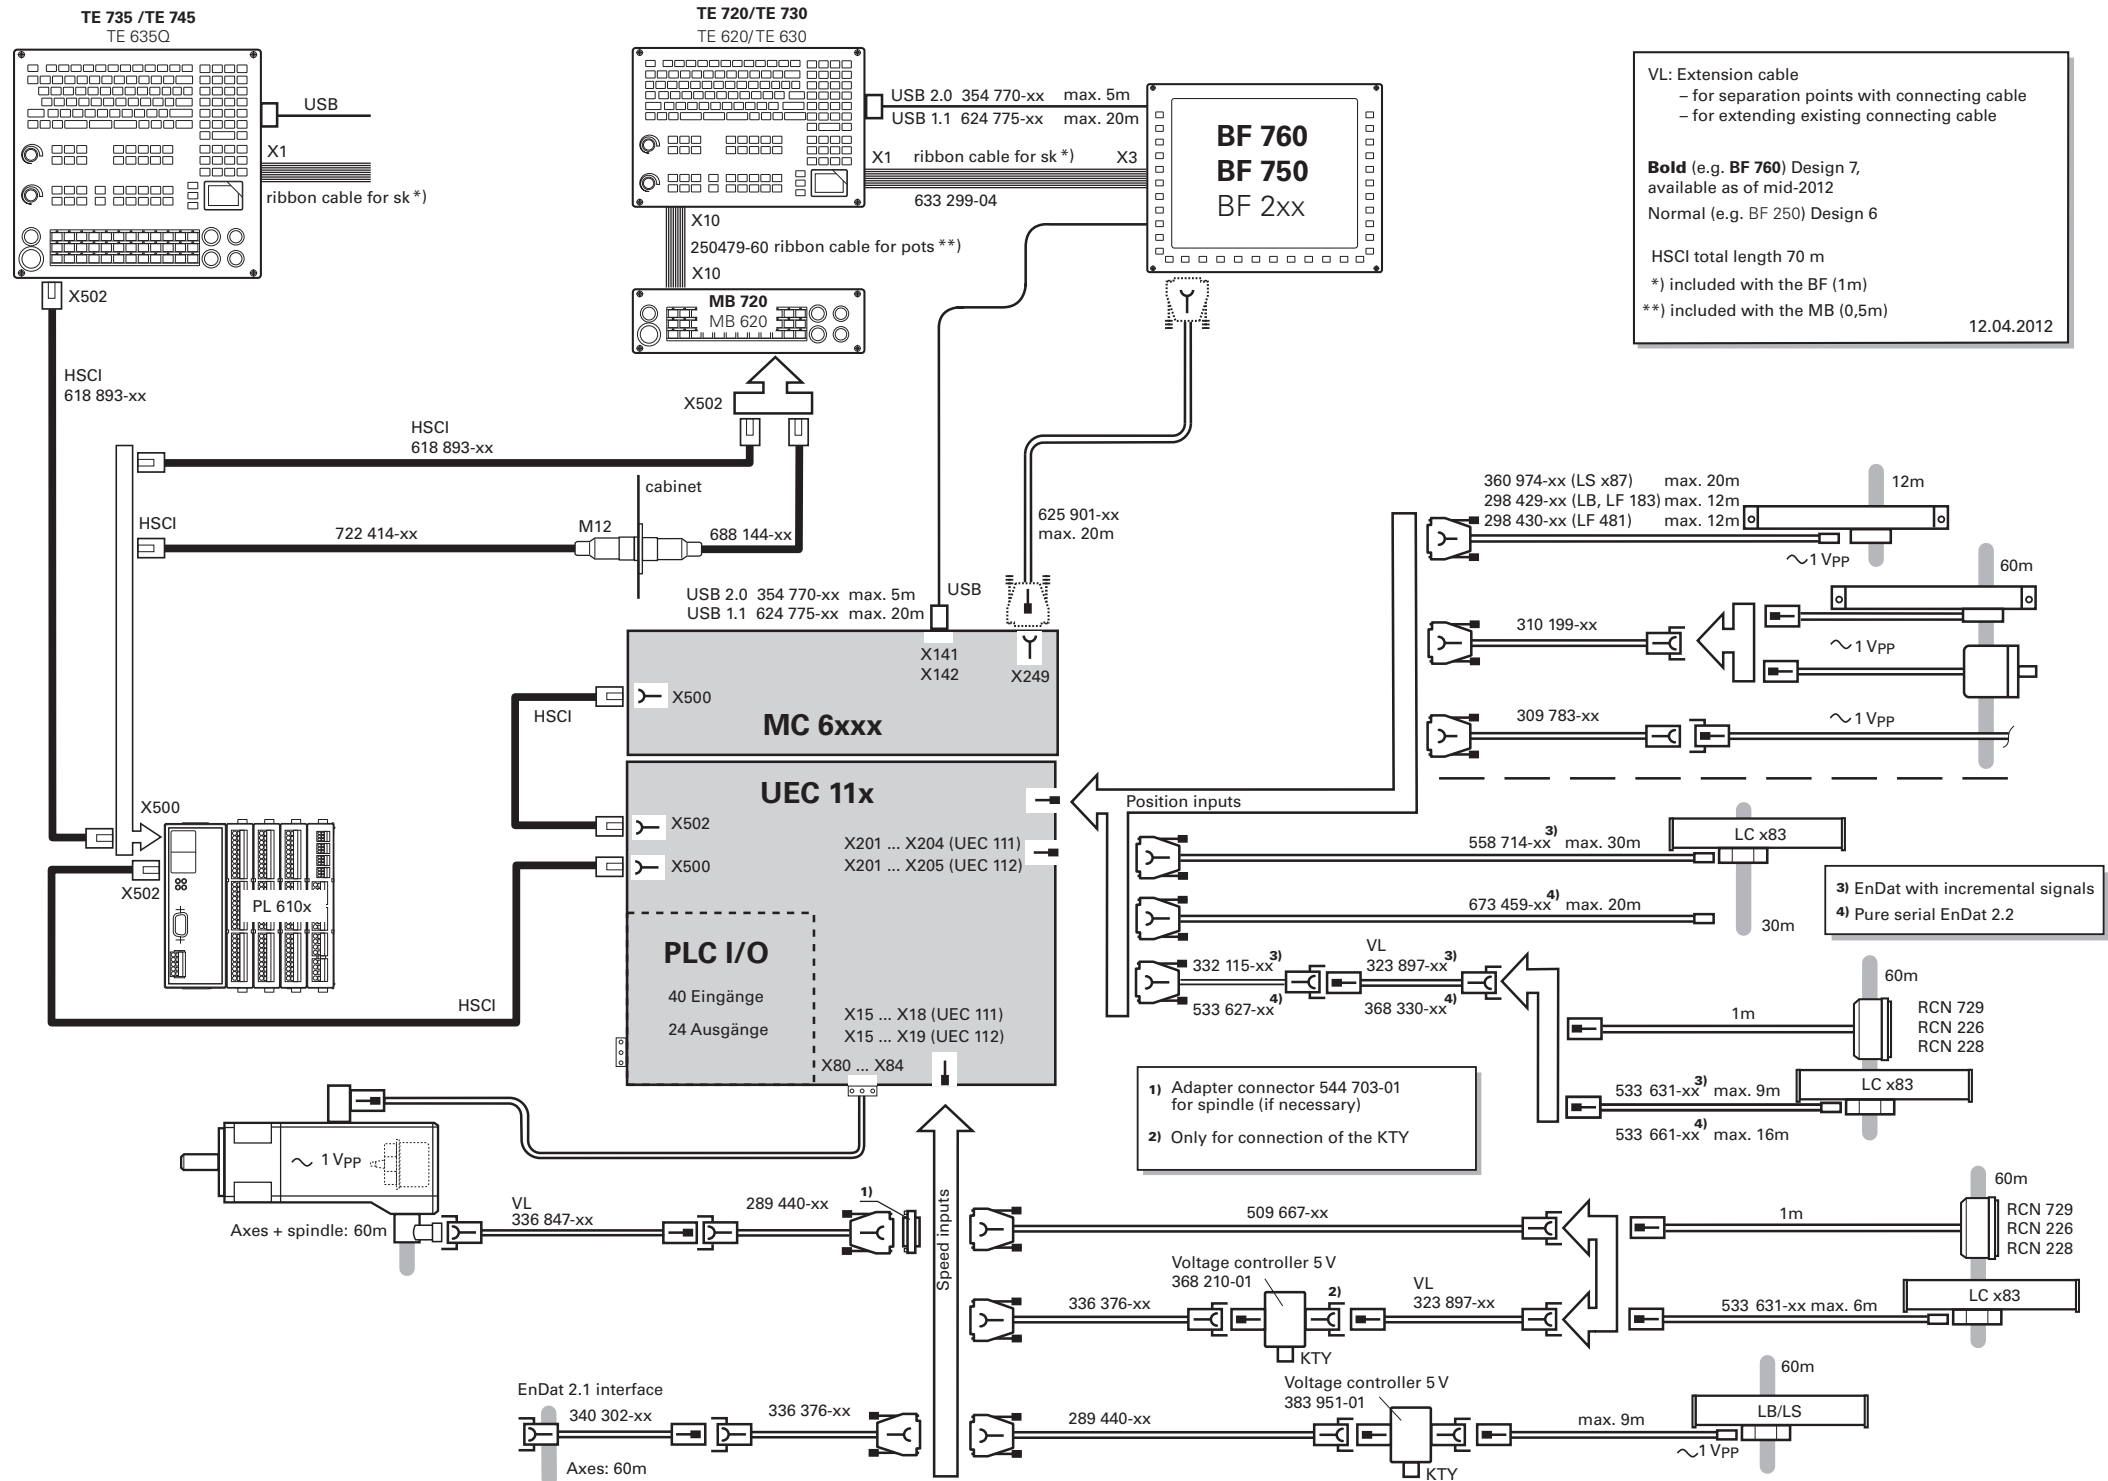 TE 735 /TE 745
TE 635Q
USB
X1
ribbon cable for sk *)
X502
HSCI
618 893-xx
TE 720/TE 730
TE 620/ TE 630
USB 2.0 354 770-xx max. 5m
USB 1.1 624 775-xx max. 20m
X1 ribbon cable for sk *) X3
633 299-04
X10
250479-60 ribbon cable for pots **)
X10
MB 720
MB 620
BF 760
BF 750
BF 2xx
VL: Extension cable
– for separation points with connecting cable
– for extending existing connecting cable
Bold (e.g. BF 760) Design 7,
available as of mid-2012
Normal (e.g. BF 250) Design 6
HSCI total length 70 m
*) included with the BF (1m)
**) included with the MB (0,5m)
12.04.2012
X502
HSCI
618 893-xx
cabinet
HSCI
722 414-xx
M12
688 144-xx
625 901-xx
max. 20m
USB 2.0 354 770-xx max. 5m
USB 1.1 624 775-xx max. 20m
USB
X141
X142
X249
X500
HSCI
MC 6xxx
UEC 11x
X502
X500
X201 ... X204 (UEC 111)
X201 ... X205 (UEC 112)
PLC I/O
40 Eingänge
24 Ausgänge
X15 ... X18 (UEC 111)
X15 ... X19 (UEC 112)
X80 ... X84
X500
X502
PL 610x
HSCI
360 974-xx (LS x87) max. 20m
298 429-xx (LB, LF 183) max. 12m
298 430-xx (LF 481) max. 12m
12m
~ 1 VPP
60m
310 199-xx
~ 1 VPP
309 783-xx
~ 1 VPP
Position inputs
558 714-xx 3) max. 30m
LC x83
673 459-xx 4) max. 20m
30m
3) EnDat with incremental signals
4) Pure serial EnDat 2.2
332 115-xx 3)
533 627-xx 4)
VL
323 897-xx 3)
368 330-xx 4)
60m
1m
RCN 729
RCN 226
RCN 228
533 631-xx 3) max. 9m
533 661-xx 4) max. 16m
LC x83
1) Adapter connector 544 703-01
for spindle (if necessary)
2) Only for connection of the KTY
~ 1 VPP
Axes + spindle: 60m
VL
336 847-xx
289 440-xx
1)
Speed inputs
509 667-xx
1m
60m
RCN 729
RCN 226
RCN 228
Voltage controller 5 V
368 210-01
336 376-xx
2)
KTY
VL
323 897-xx
533 631-xx max. 6m
LC x83
EnDat 2.1 interface
340 302-xx
336 376-xx
Axes: 60m
Voltage controller 5 V
383 951-01
289 440-xx
KTY
max. 9m
60m
LB/LS
~ 1 VPP